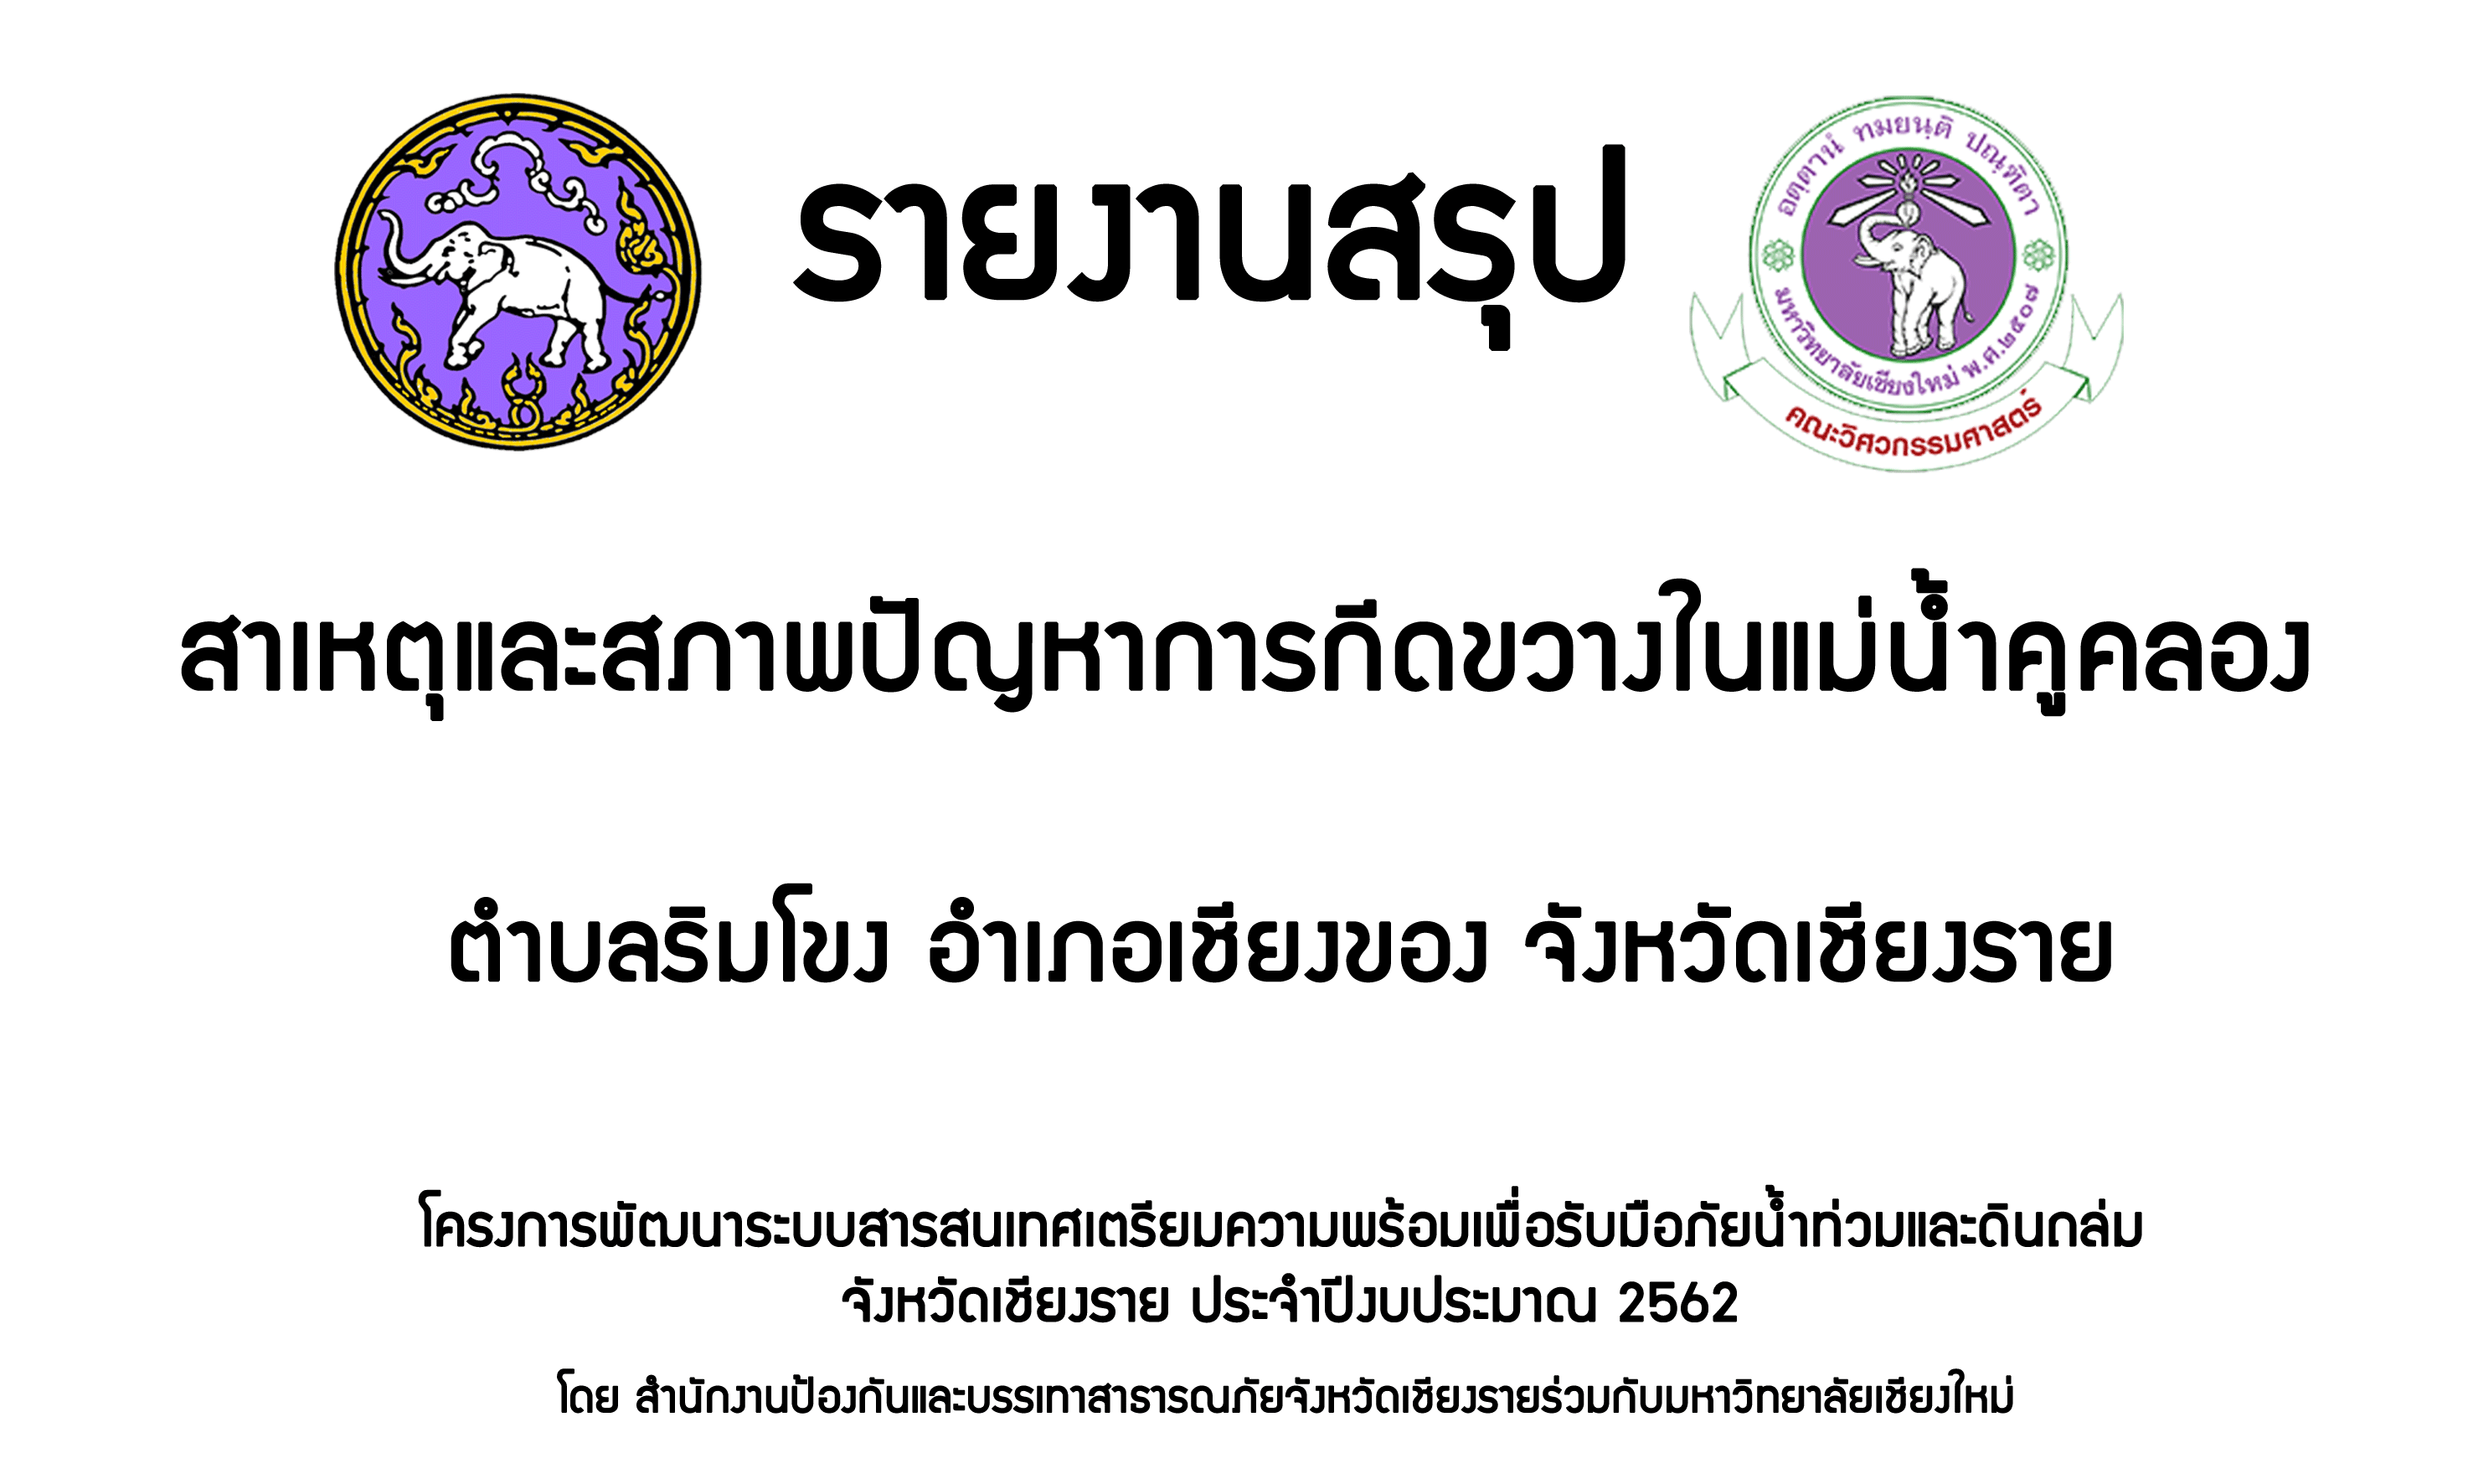 รายงานสรุป
อตฺตานํ ทมยนฺติ ปณฺฑิตา
มหาวิทยาลัยเชียงใหม่ พ.ศ.๒๕๐๗
คณะวิศวกรรมศาสตร์
สาเหตุและสภาพปัญหาการกีดขวางในแม่น้ำคูคลอง
ตำบลริมโขง อำเภอเชียงของ จังหวัดเชียงราย
โครงการพัฒนาระบบสารสนเทศเตรียมความพร้อมเพื่อรับมือภัยน้ำท่วมและดินถล่ม
จังหวัดเชียงราย ประจำปีงบประมาณ 2562
โดย สำนักงานป้องกันและบรรเทาสาธารณภัยจังหวัดเชียงรายร่วมกับมหาวิทยาลัยเชียงใหม่